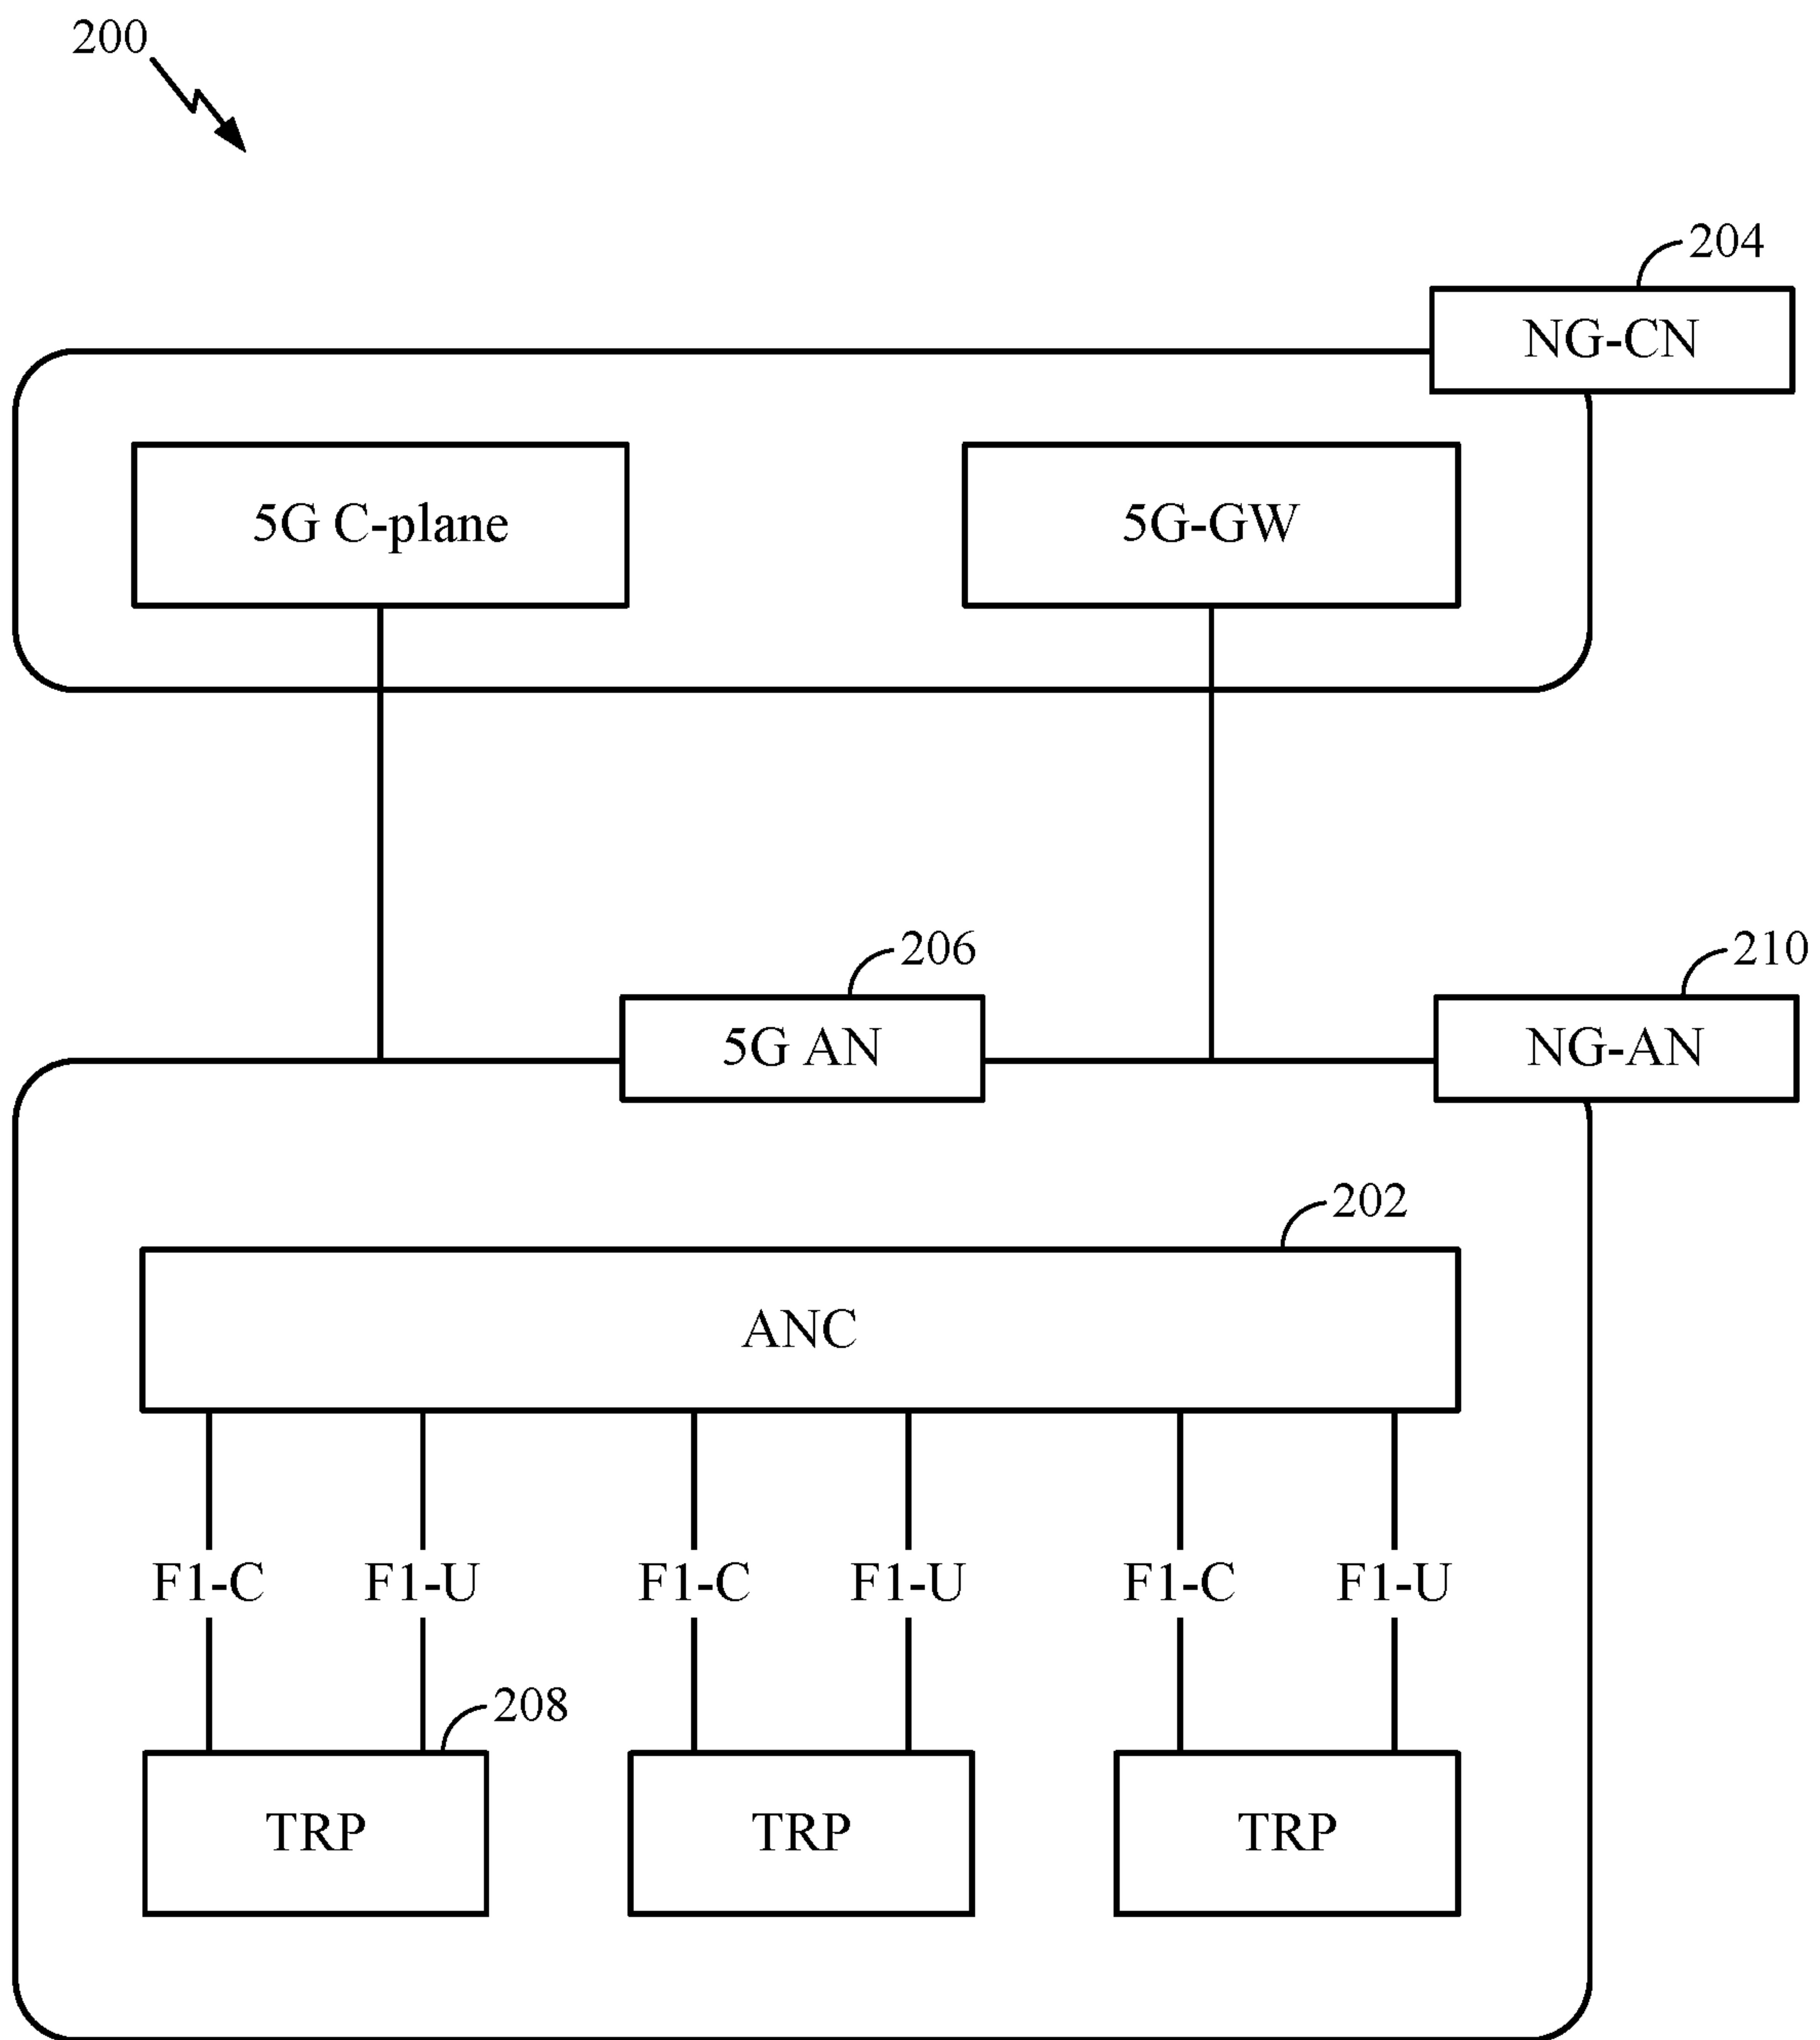 200
204
NG-CN
5G C-plane
5G-GW
206
210
5G AN
NG-AN
202
ANC
F1-C
F1-U
F1-C
F1-U
F1-C
F1-U
208
TRP
TRP
TRP